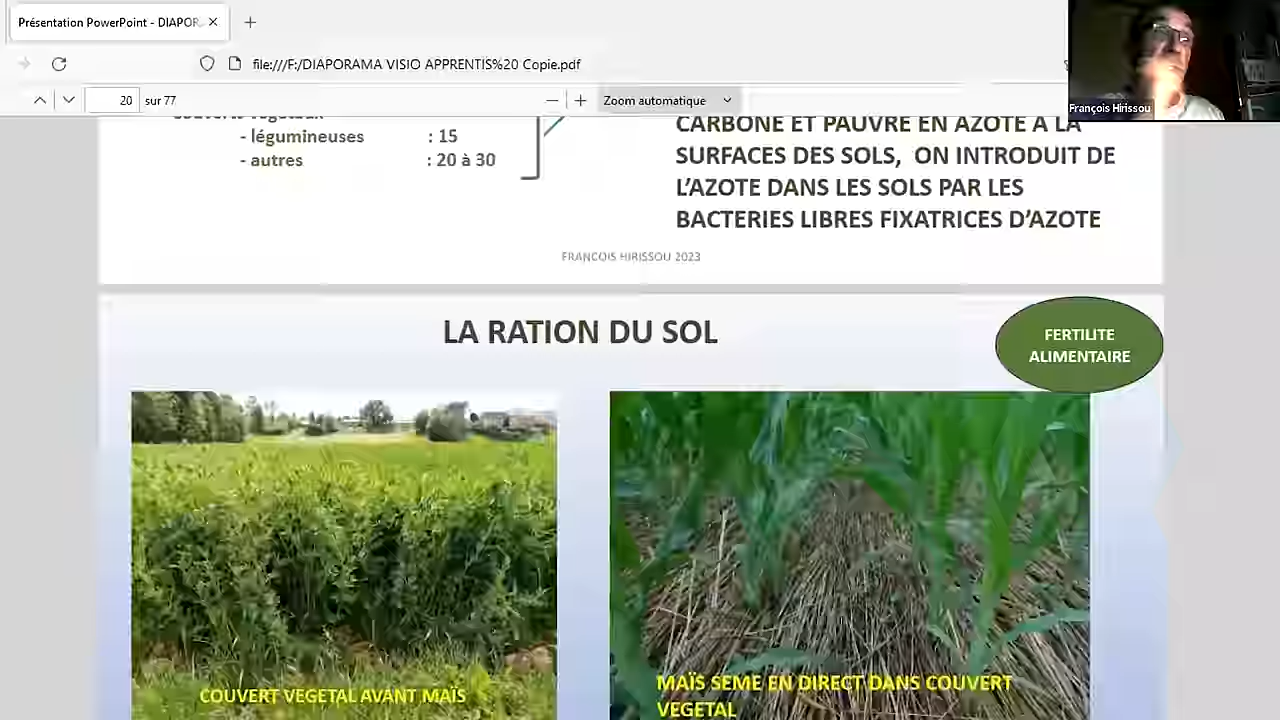 Présentation PowerPoint - DIAPOR
file:///F:/DIAPORAMA VISIO APPRENTIS%20 Copie.pdf
20 sur 77
Zoom automatique
François Hirissou
- légumineuses : 15
- autres : 20 à 30
CARBONE ET PAUVRE EN AZOTE A LA
SURFACES DES SOLS, ON INTRODUIT DE
L'AZOTE DANS LES SOLS PAR LES
BACTERIES LIBRES FIXATRICES D'AZOTE
FRANCOIS HIRISSOU 2023
LA RATION DU SOL
FERTILITE
ALIMENTAIRE
COUVERT VEGETAL AVANT MAÏS
MAÏS SEME EN DIRECT DANS COUVERT
VEGETAL